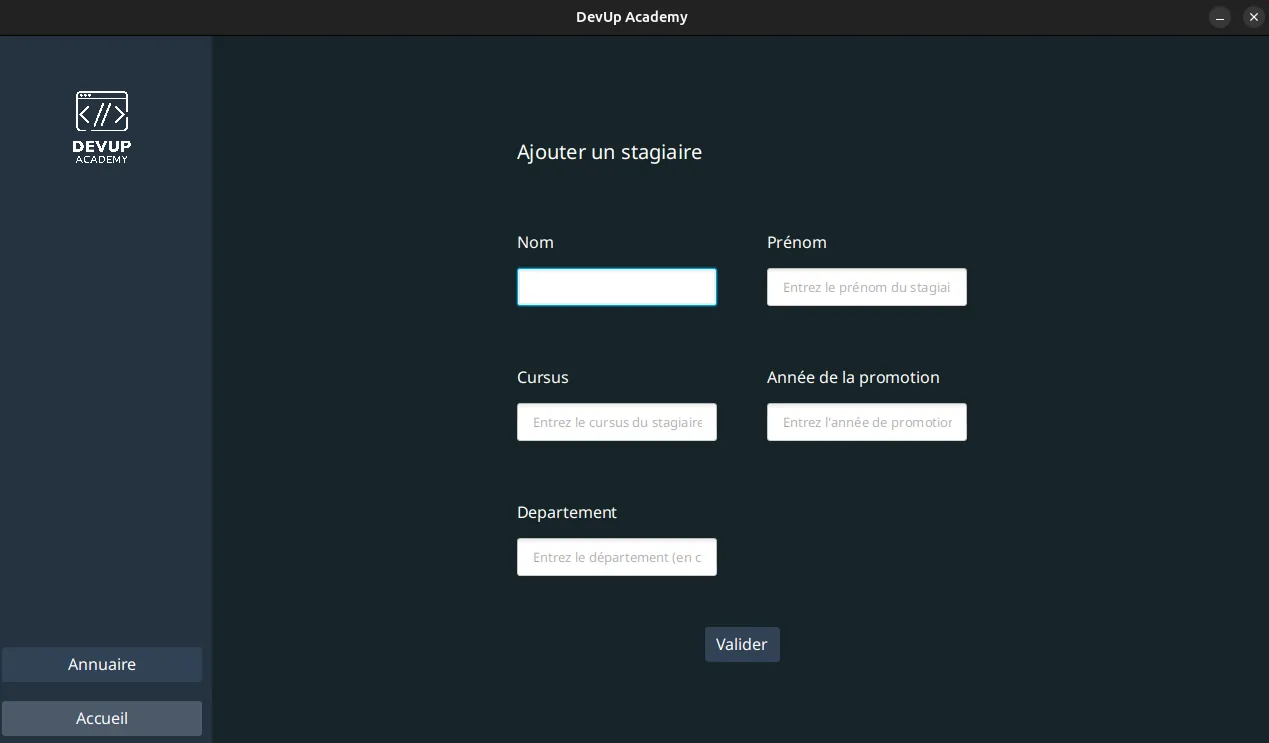 DevUp Academy
DEVUP
ACADEMY
Ajouter un stagiaire
Nom
Prénom
Entrez le prénom du stagiai
Cursus
Année de la promotion
Entrez le cursus du stagiaire
Entrez l'année de promotion
Departement
Entrez le département (en c
Valider
Annuaire
Accueil